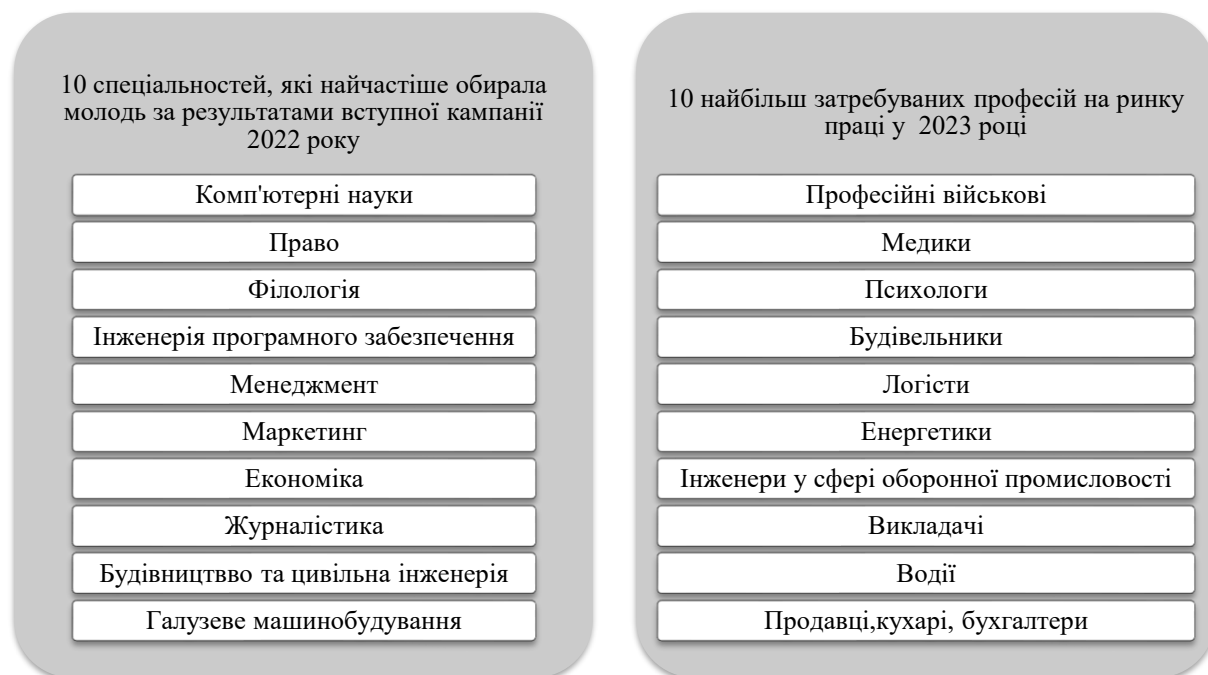 10 спеціальностей, які найчастіше обирала
молодь за результатами вступної кампанії
2022 року
Комп'ютерні науки
Право
Філологія
Інженерія програмного забезпечення
Менеджмент
Маркетинг
Економіка
Журналістика
Будівництвво та цивільна інженерія
Галузеве машинобудування
10 найбільш затребуваних професій на ринку
праці у 2023 році
Професійні військові
Медики
Психологи
Будівельники
Логісти
Енергетики
Інженери у сфері оборонної промисловості
Викладачі
Водії
Продавці,кухарі, бухгалтери